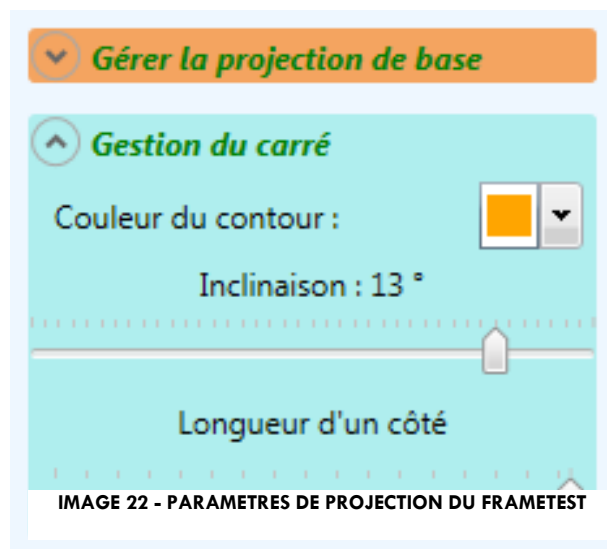 Gérer la projection de base
Gestion du carré
Couleur du contour :
Inclinaison : 13 °
Longueur d'un côté
IMAGE 22 - PARAMETRES DE PROJECTION DU FRAMETEST